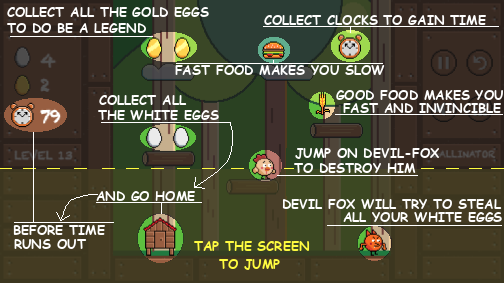 COLLECT ALL THE GOLD EGGS
TO DO BE A LEGEND
COLLECT CLOCKS TO GAIN TIME
4
2
FAST FOOD MAKES YOU SLOW
79
COLLECT ALL
THE WHITE EGGS
GOOD FOOD MAKES YOU
FAST AND INVINCIBLE
LEVEL 13
JUMP ON DEVIL-FOX
TO DESTROY HIM
AND GO HOME
DEVIL FOX WILL TRY TO STEAL
ALL YOUR WHITE EGGS
BEFORE TIME
RUNS OUT
TAP THE SCREEN
TO JUMP